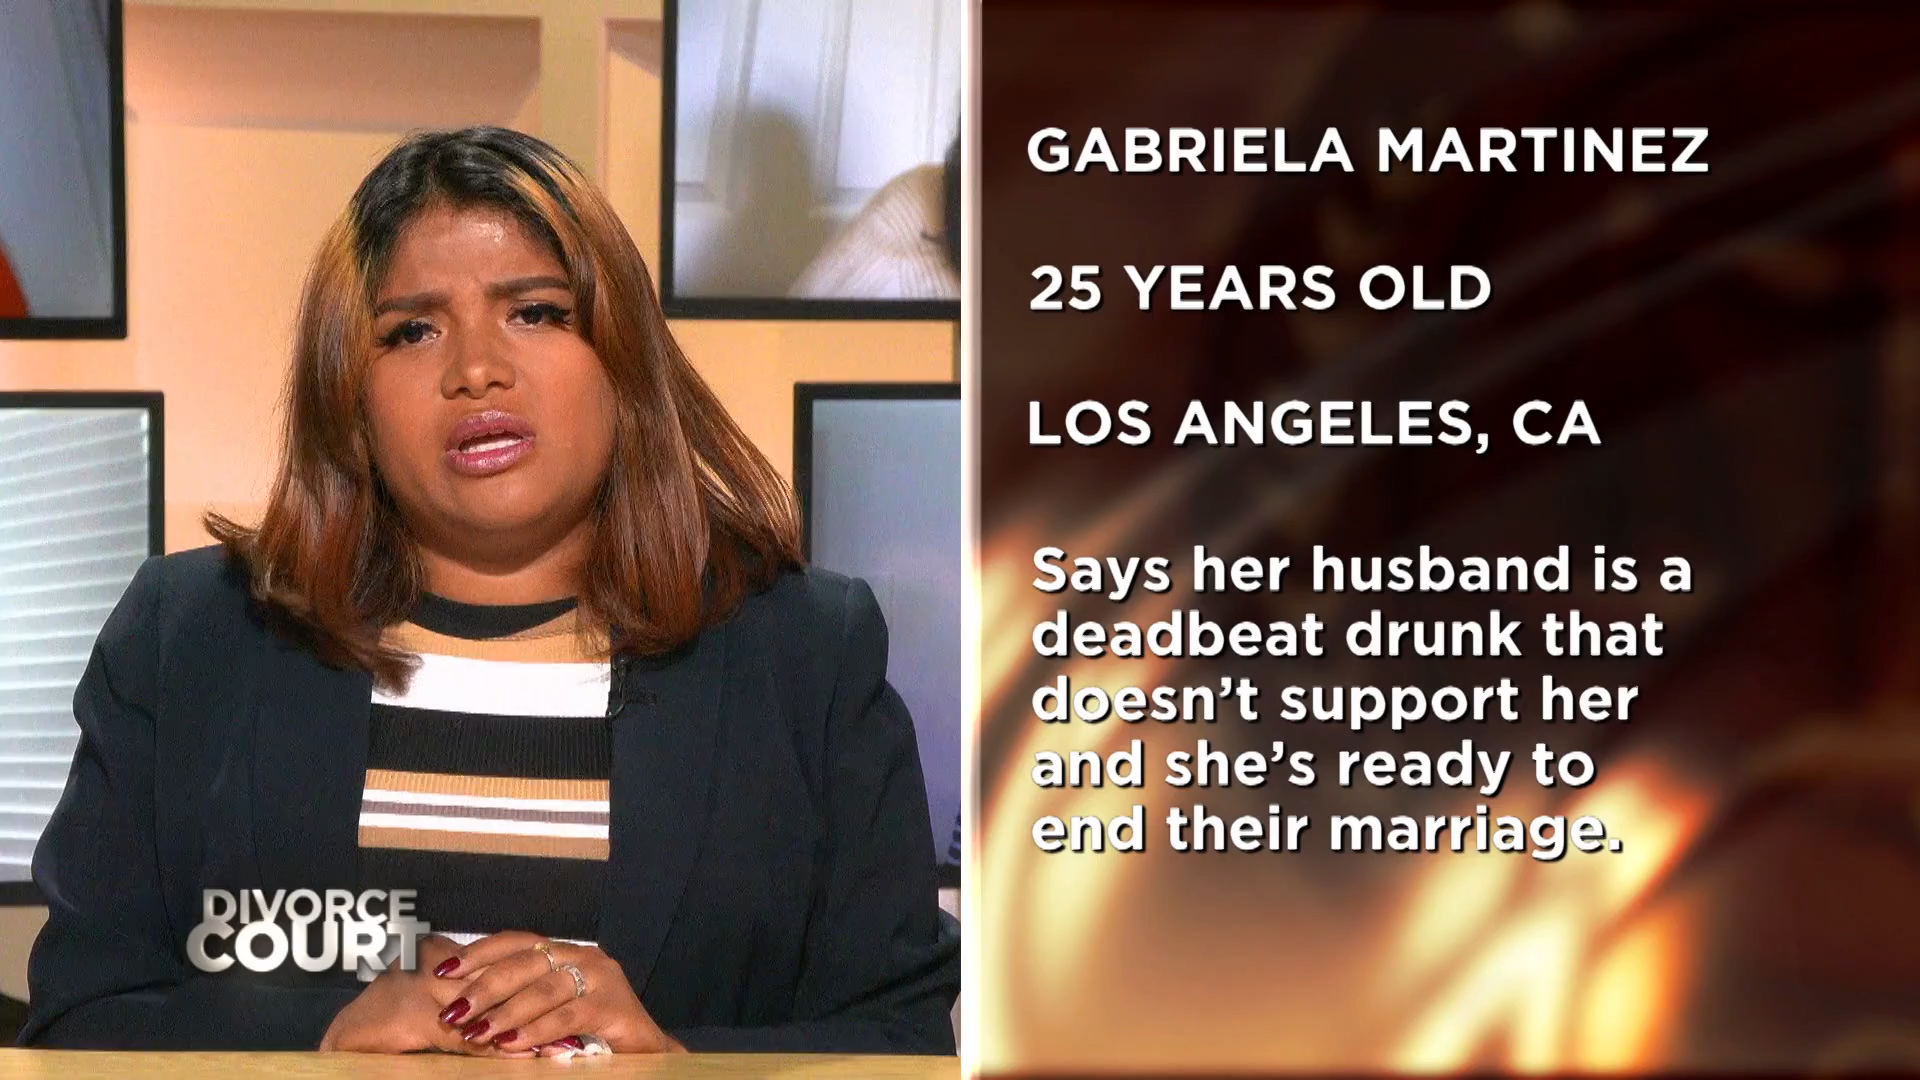 GABRIELA MARTINEZ
25 YEARS OLD
LOS ANGELES, CA
Says her husband is a
deadbeat drunk that
doesn't support her
and she's ready to
end their marriage.
DIVORCE
COURT